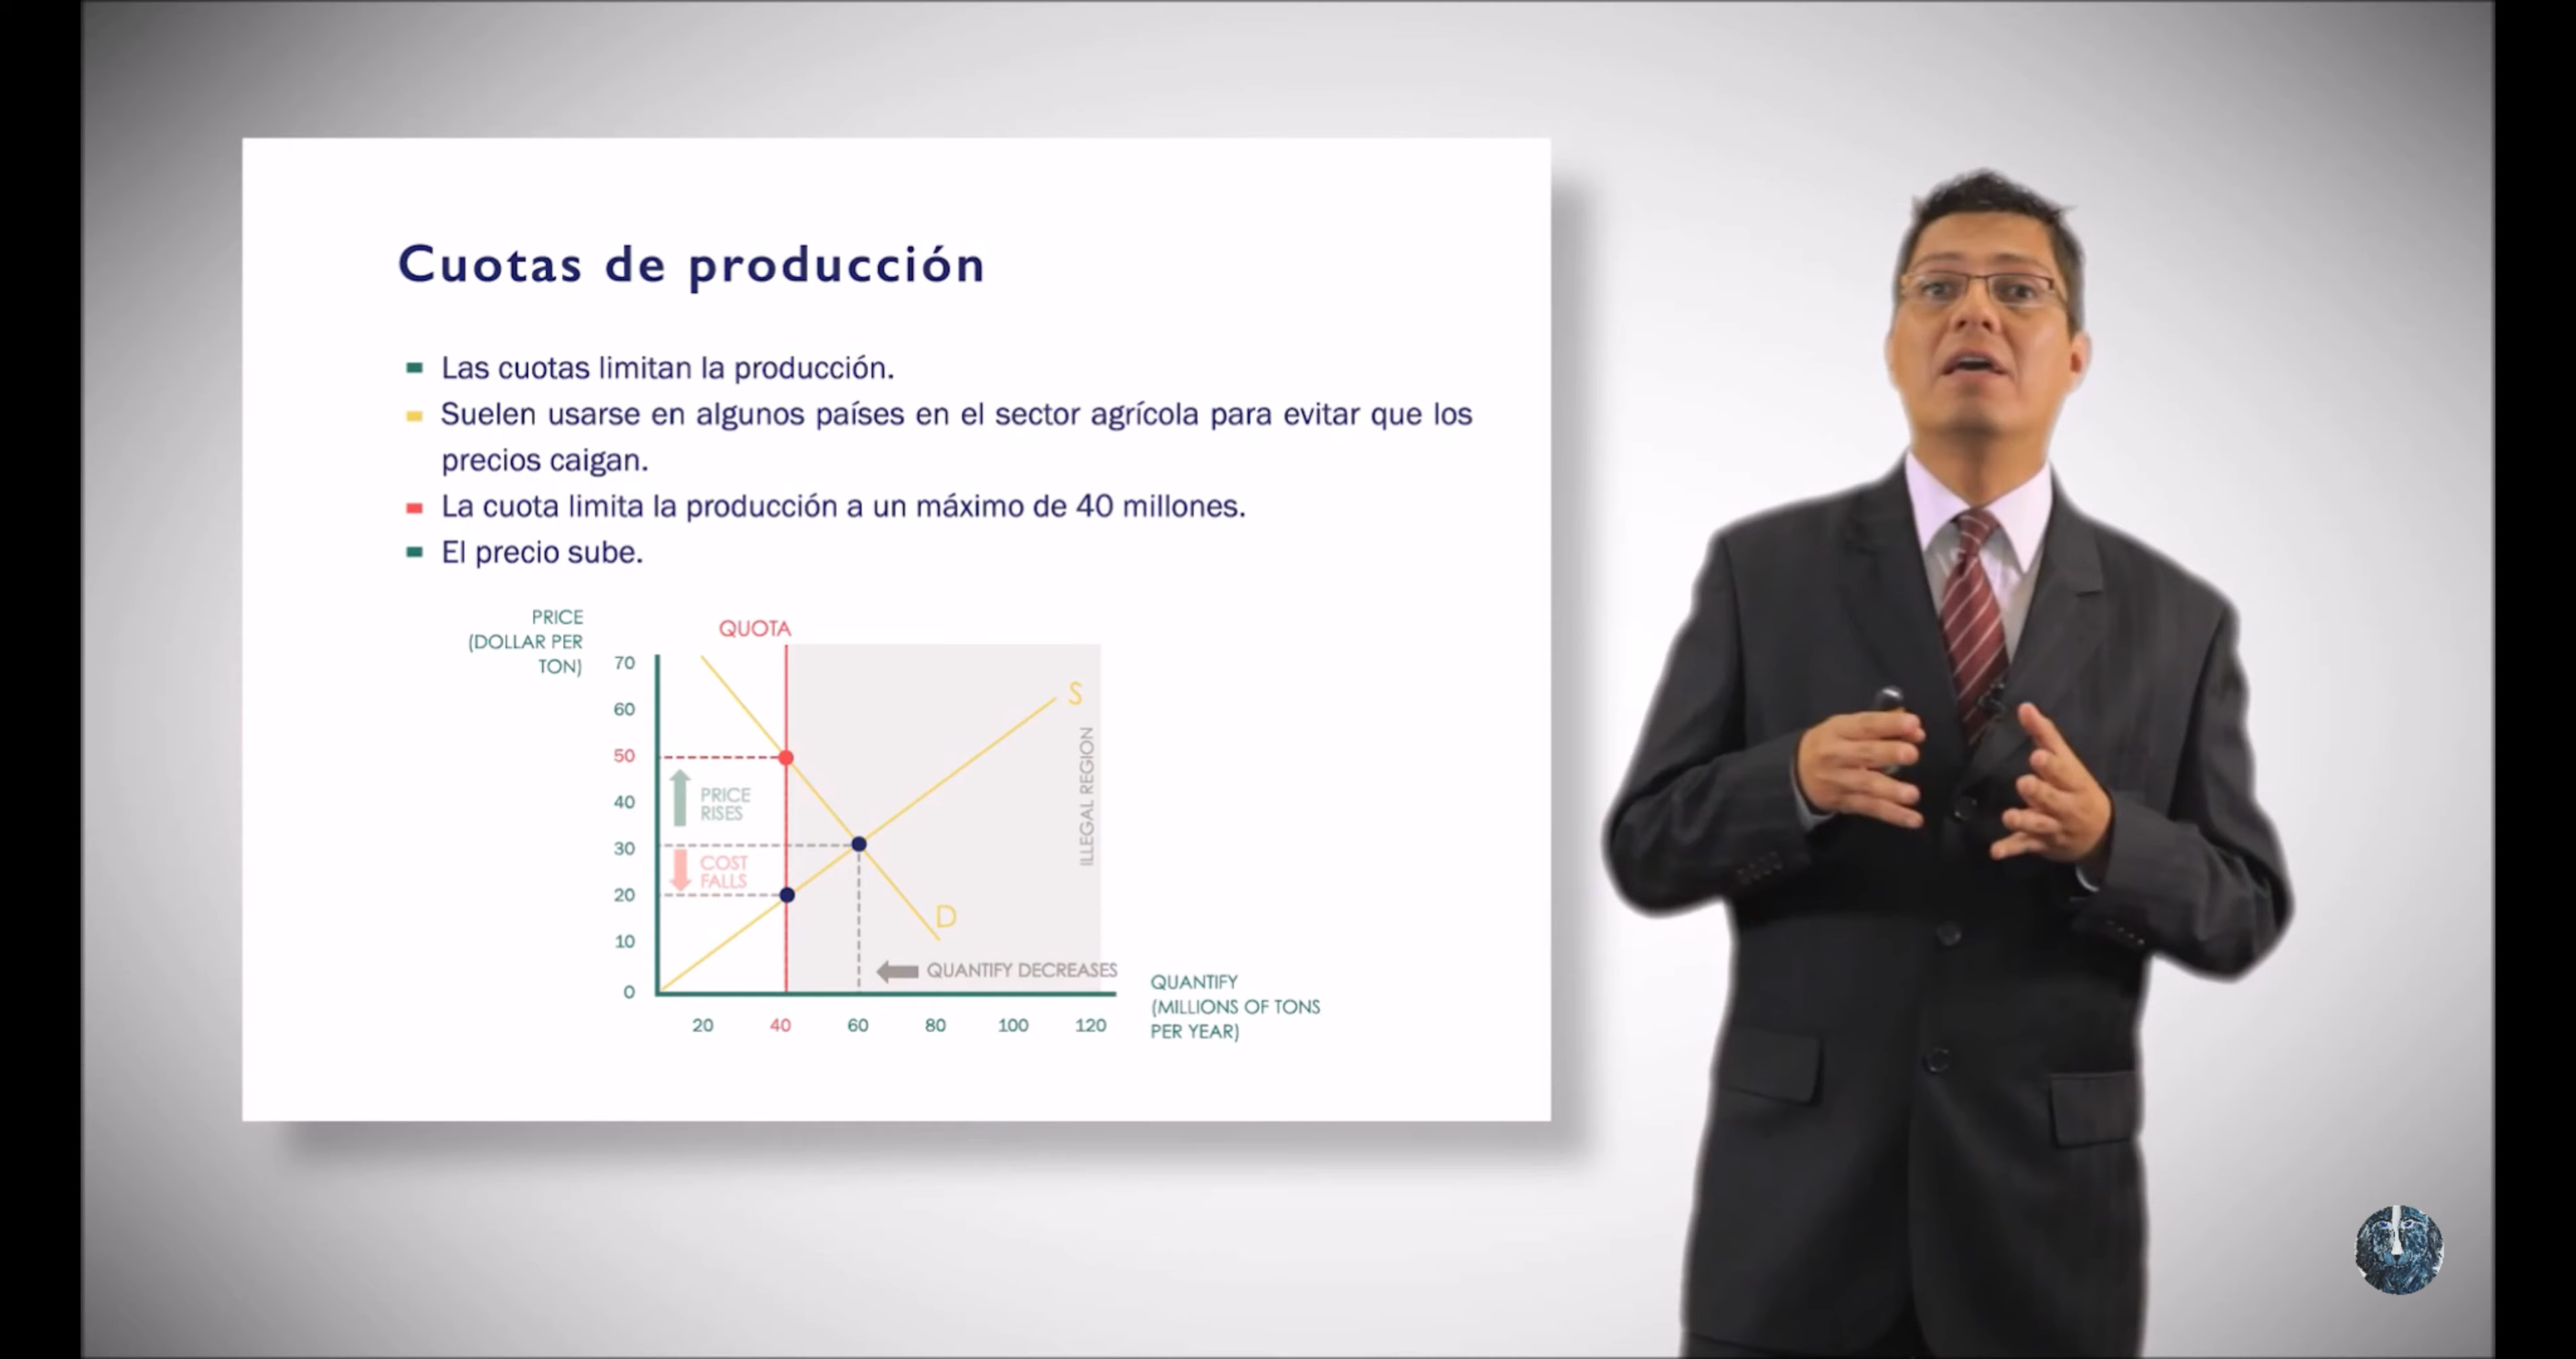 Cuotas de producción
Las cuotas limitan la producción.
Suelen usarse en algunos países en el sector agrícola para evitar que los
precios caigan.
La cuota limita la producción a un máximo de 40 millones.
El precio sube.
PRICE
(DOLLAR PER
TON)
QUOTA
70
60
50
40
30
20
10
0
S
D
PRICE
RISES
COST
FALLS
ILLEGAL REGION
QUANTIFY DECREASES
20 40 60 80 100 120
QUANTIFY
(MILLIONS OF TONS
PER YEAR)